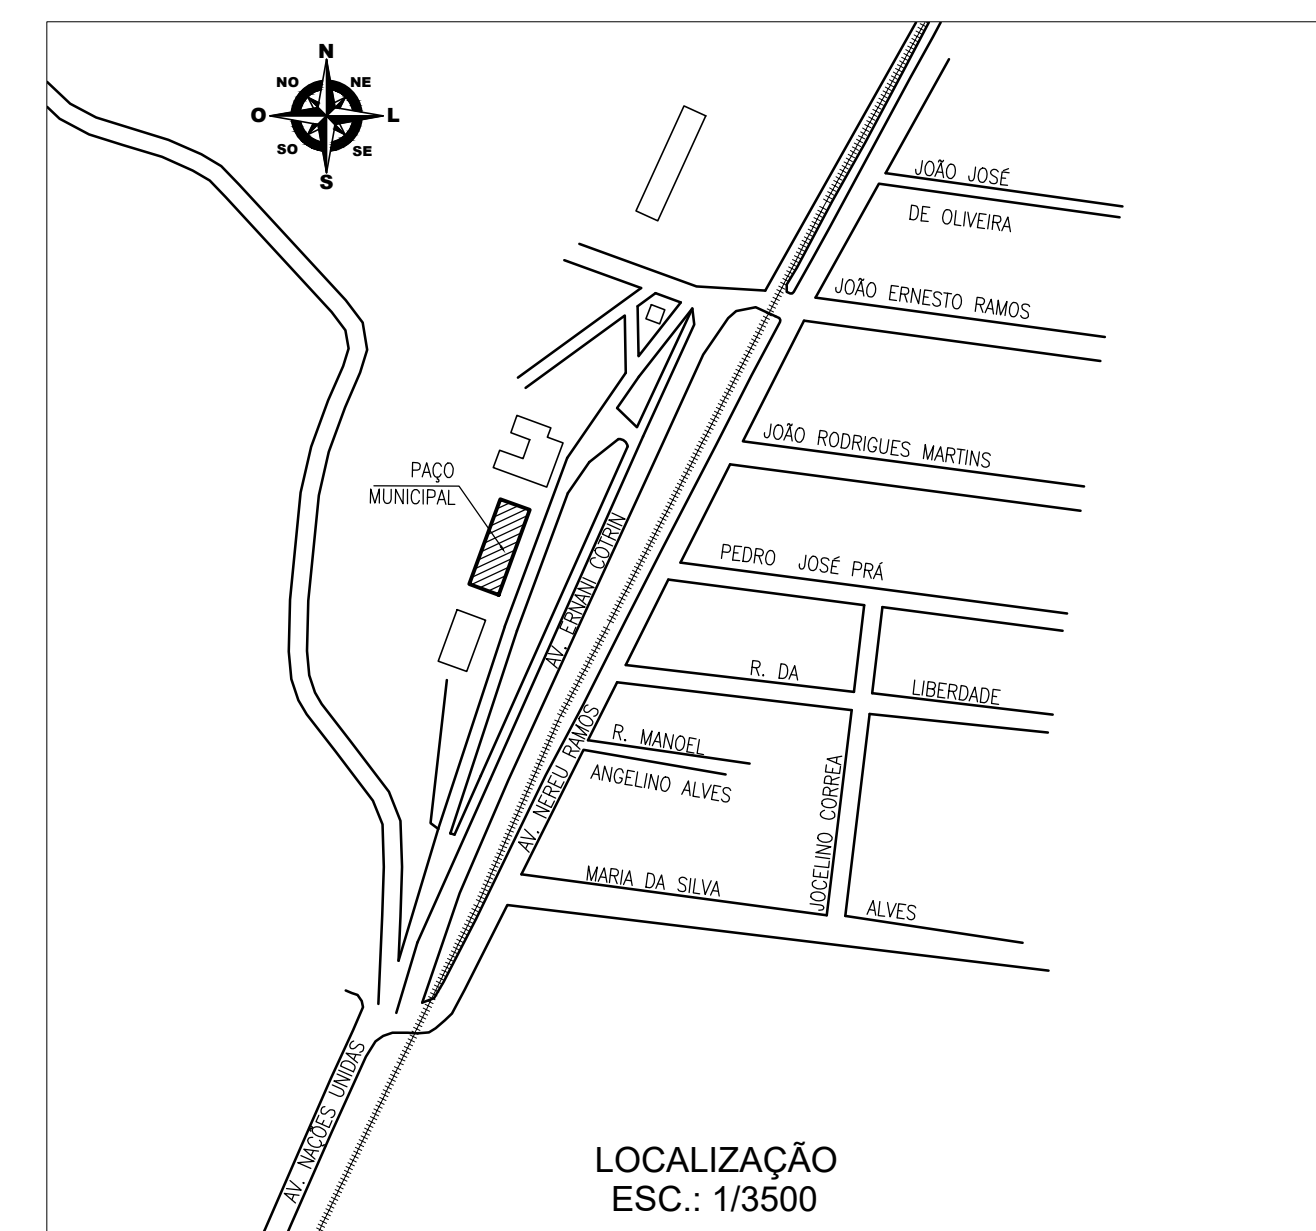 N
NO
NE
O
L
SO
SE
S
JOÃO JOSÉ
DE OLIVEIRA
JOÃO ERNESTO RAMOS
JOÃO RODRIGUES MARTINS
PAÇO
MUNICIPAL
AV. ERNANI COTRIN
PEDRO JOSÉ PRÁ
R. DA
LIBERDADE
AV. NEREU RAMOS
R. MANOEL
ANGELINO ALVES
JOCELINO CORREA
MARIA DA SILVA
ALVES
AV. NAÇÕES UNIDAS
LOCALIZAÇÃO
ESC.: 1/3500